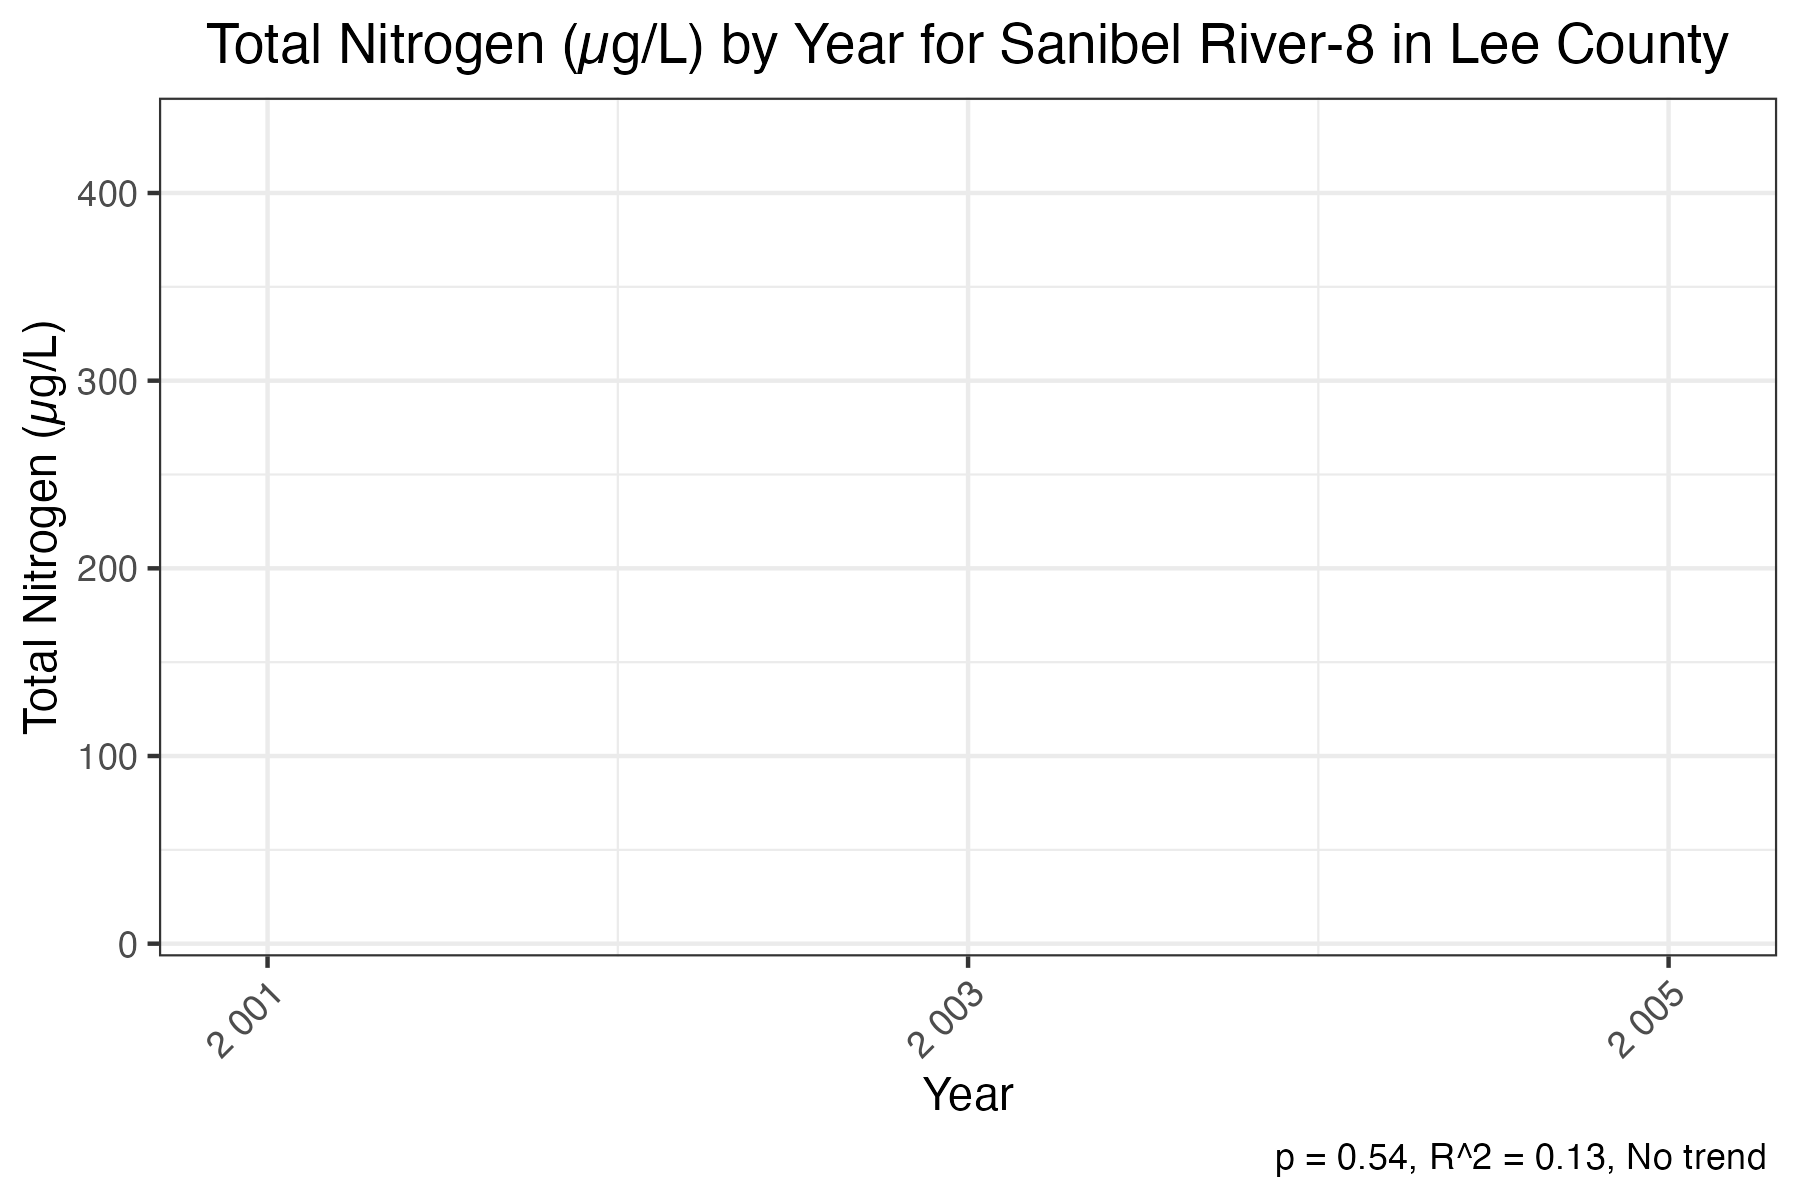 Total Nitrogen (µg/L) by Year for Sanibel River-8 in Lee County
Total Nitrogen (µg/L)
400
300
200
100
0
2 001
2 003
2 005
Year
p = 0.54, R^2 = 0.13, No trend